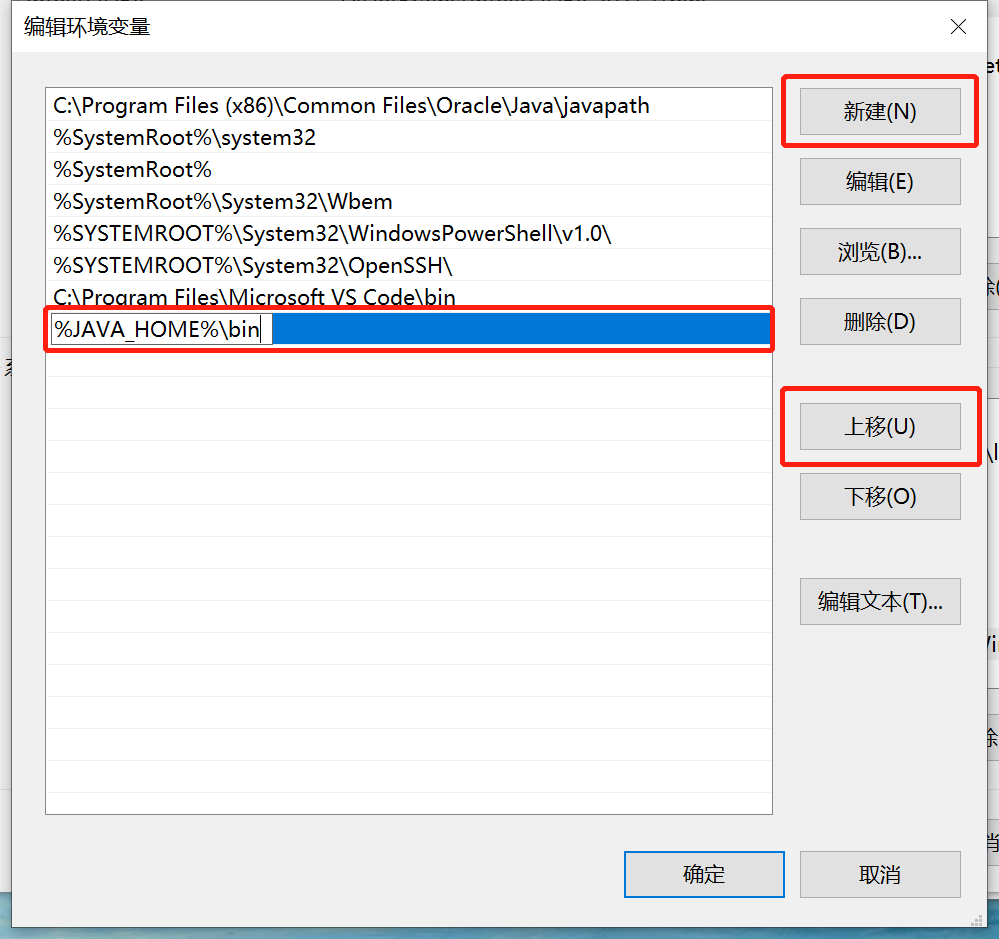 编辑环境变量
C:\Program Files (x86)\Common Files\Oracle\Java\javapath
%SystemRoot%\system32
%SystemRoot%
%SystemRoot%\System32\Wbem
%SYSTEMROOT%\System32\WindowsPowerShell\v1.0\
%SYSTEMROOT%\System32\OpenSSH\
C:\Program Files\Microsoft VS Code\bin
%JAVA_HOME%\bin
新建(N)
编辑(E)
浏览(B)...
删除(D)
上移(U)
下移(O)
编辑文本(T)...
确定
取消